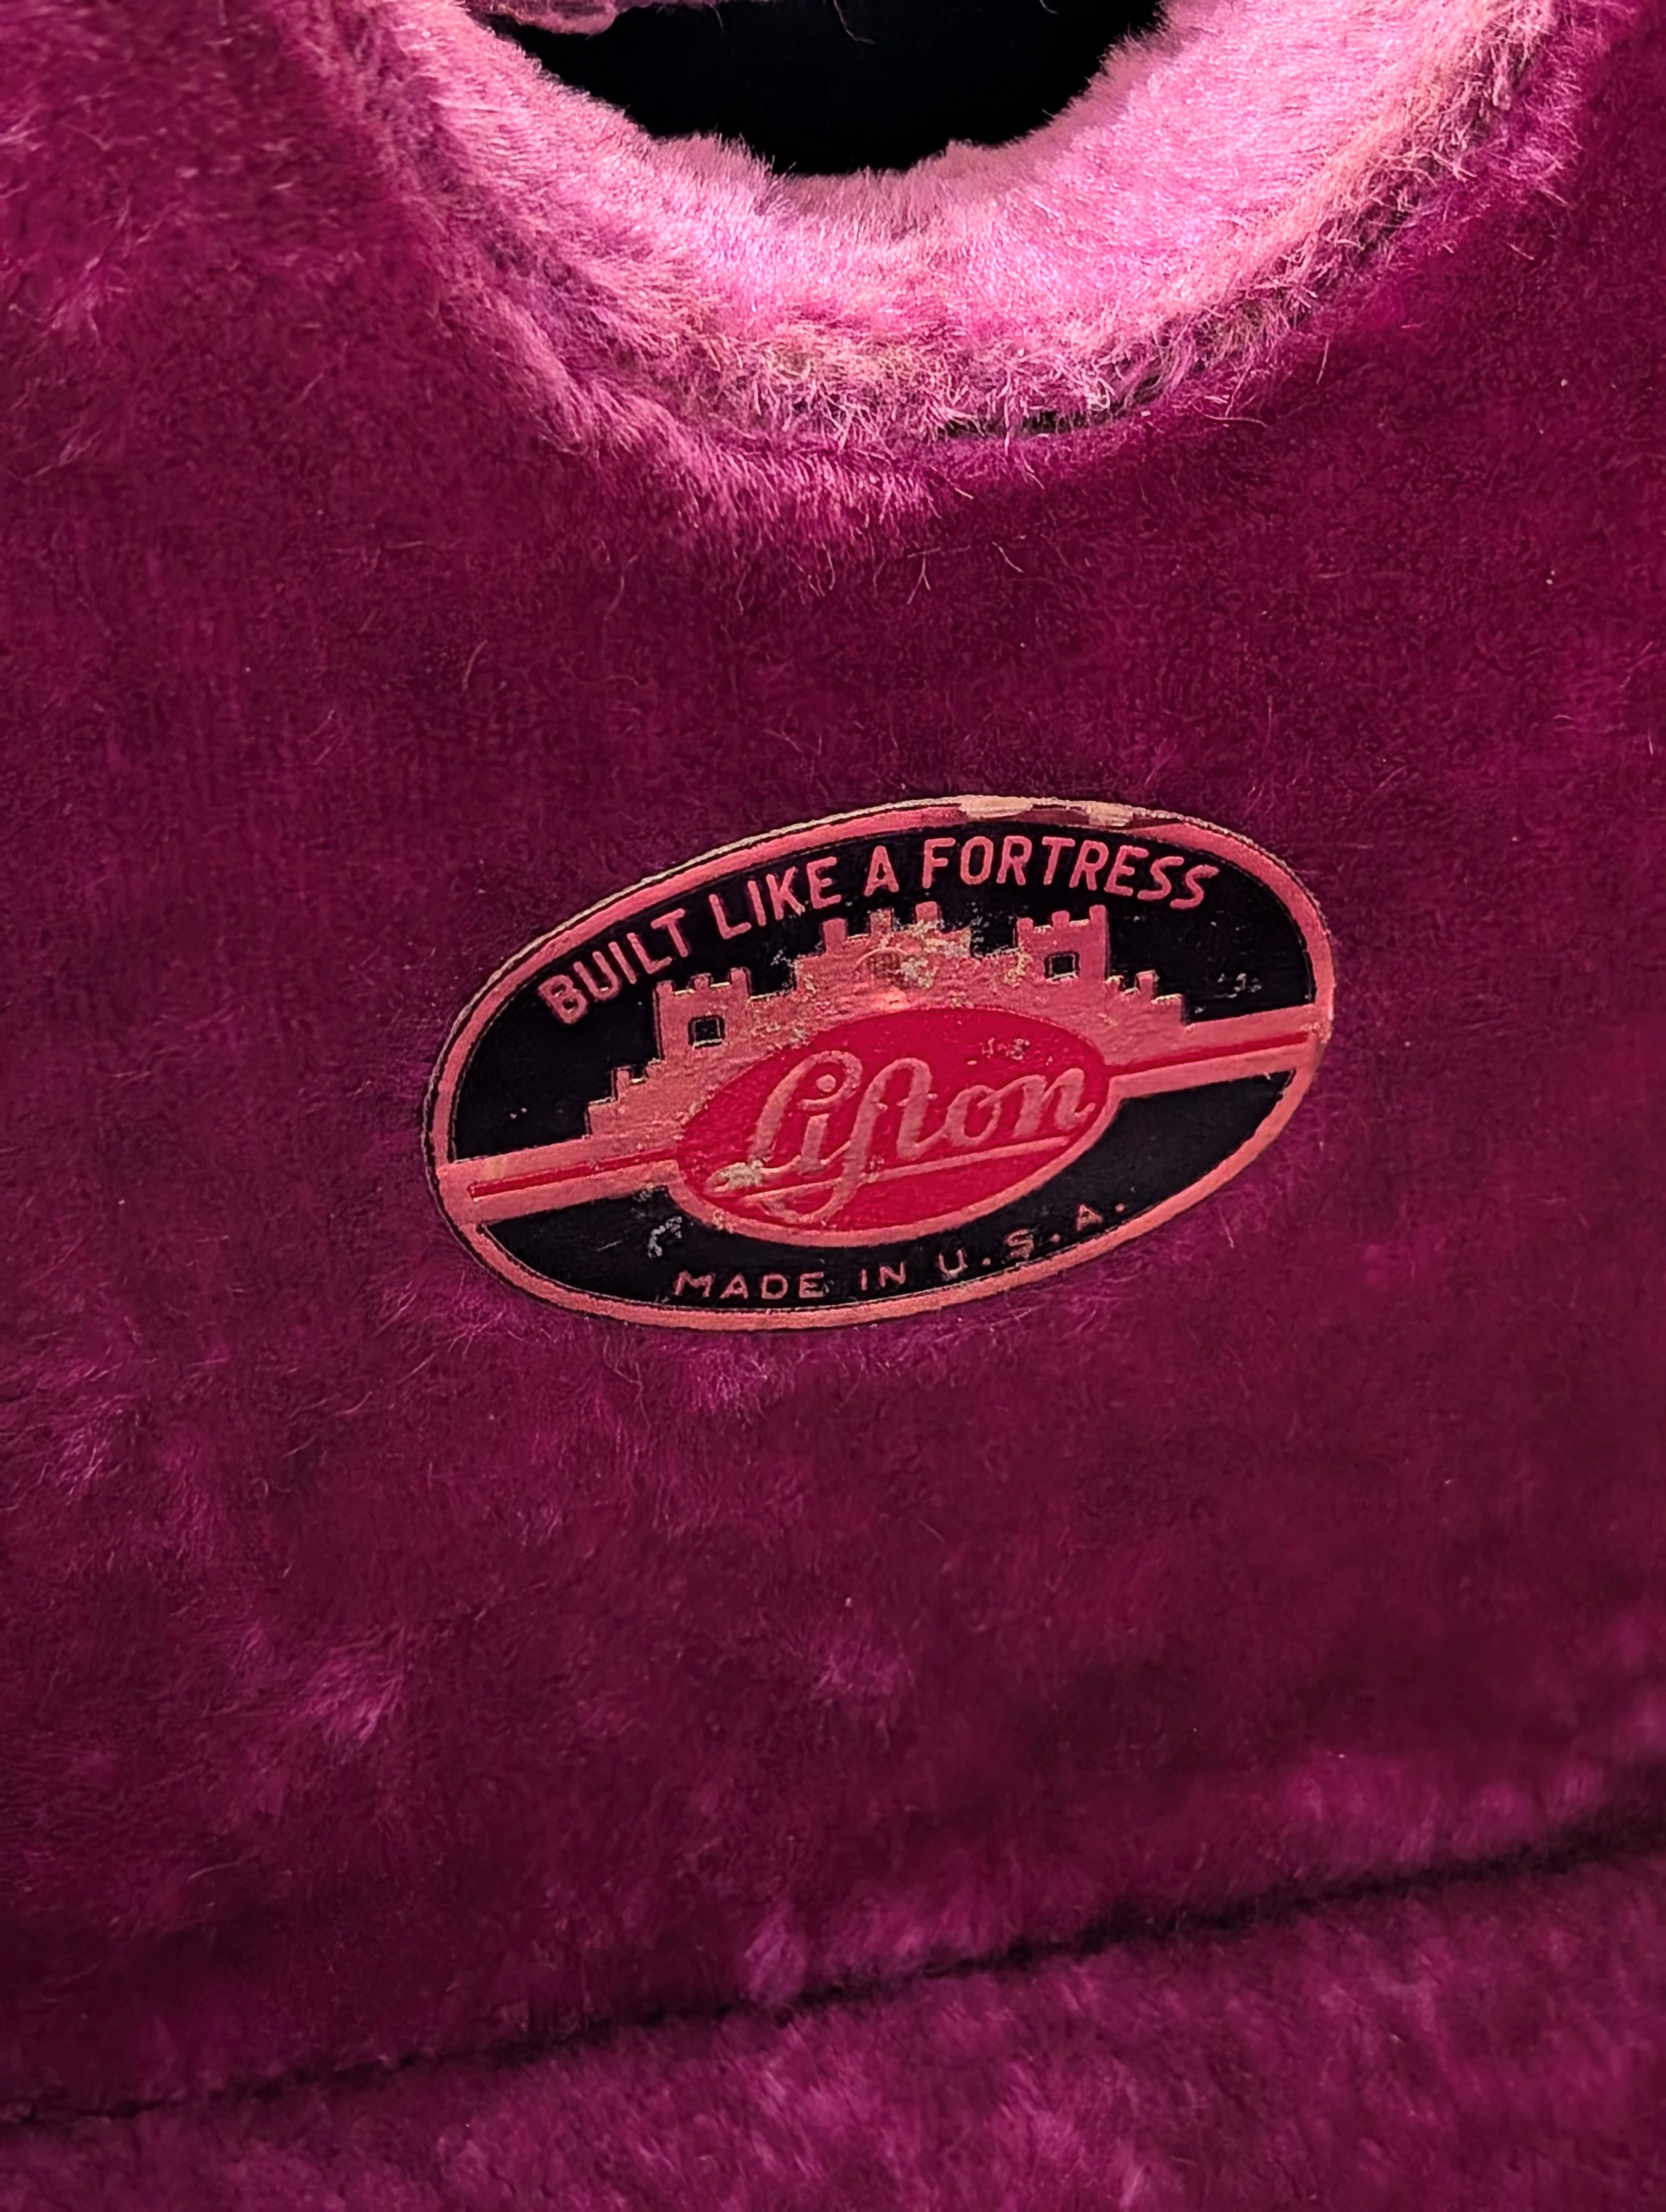 BUILT LIKE A FORTRESS
Lifton
MADE IN U.S.A.